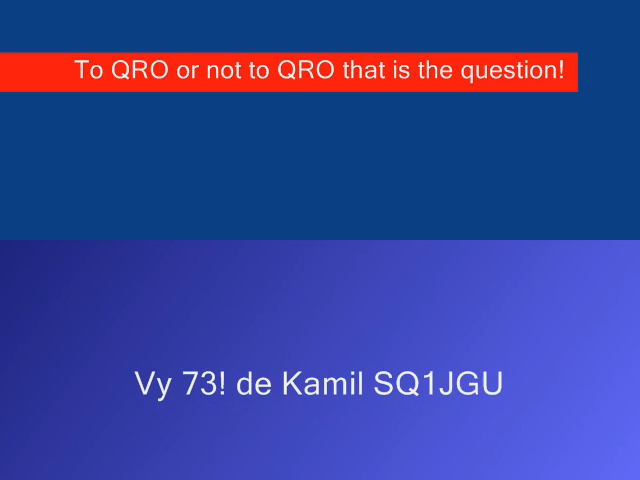 To QRO or not to QRO that is the question!
Vy 73! de Kamil SQ1JGU